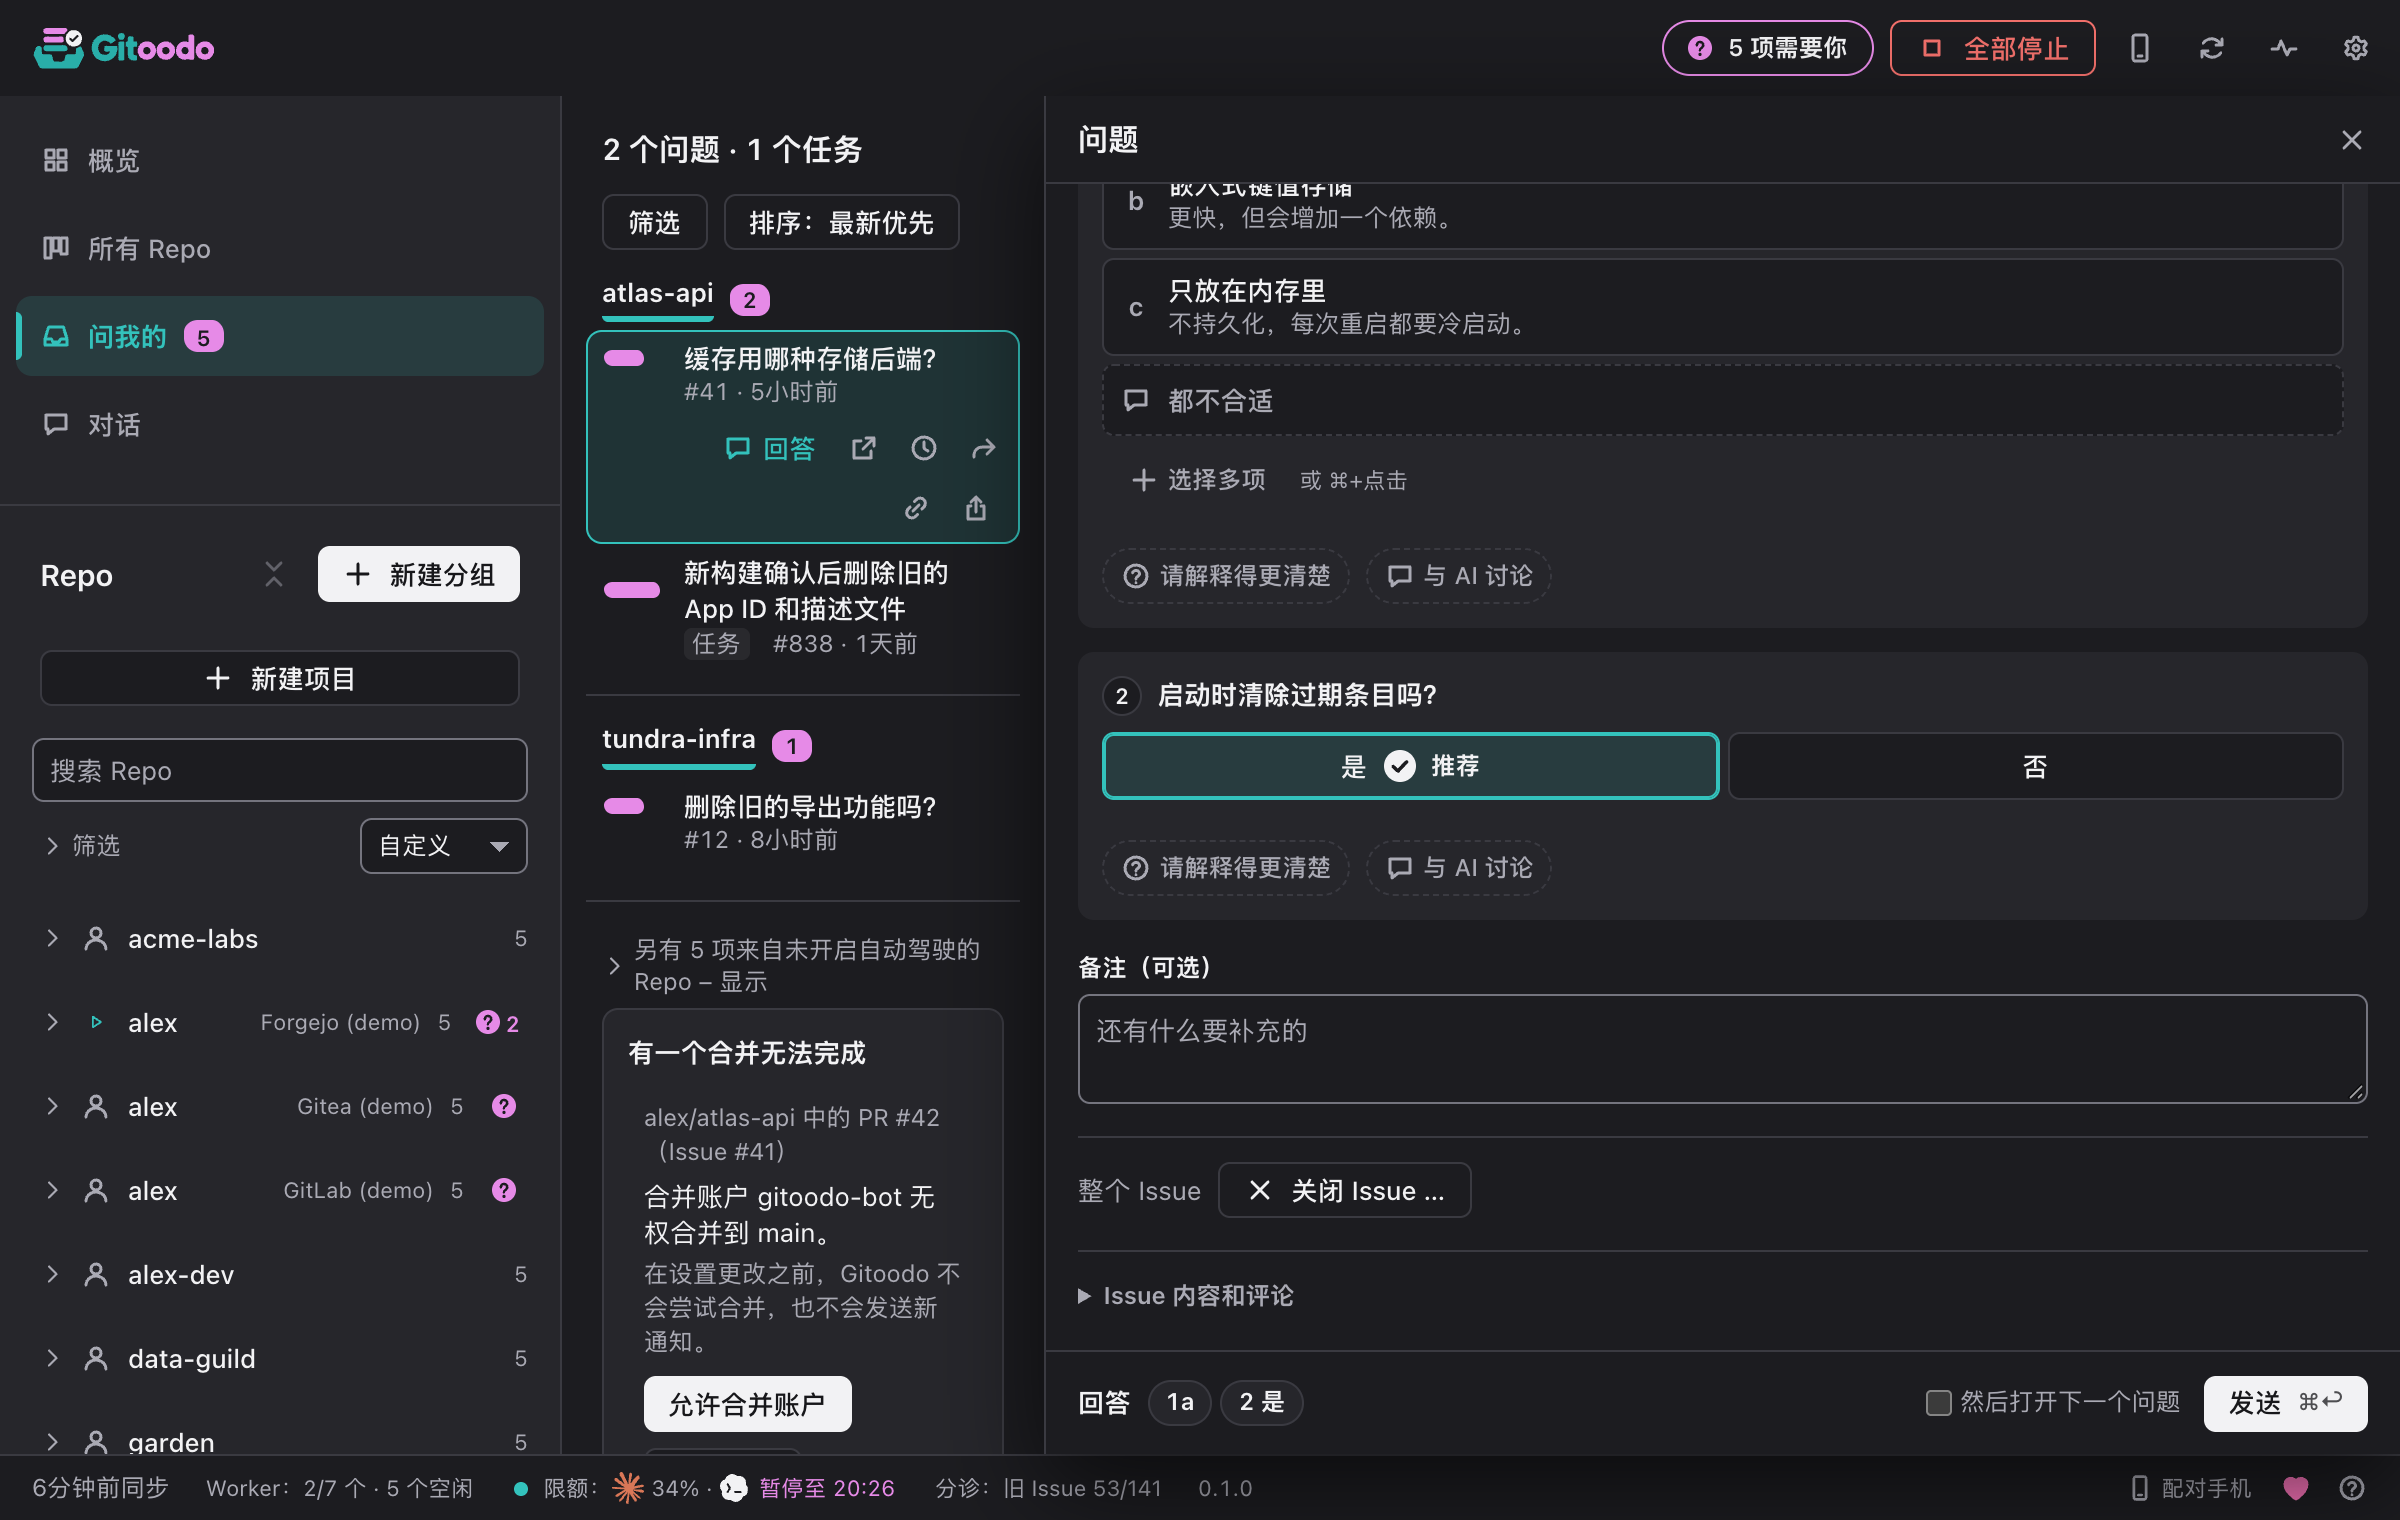 Gitoodo
5 项需要你
全部停止
概览
所有 Repo
问我的 5
对话
Repo
新建分组
新建项目
搜索 Repo
筛选
自定义
acme-labs 5
alex Forgejo (demo) 5 2
alex Gitea (demo) 5
alex GitLab (demo) 5
alex-dev 5
data-guild 5
garden 5
2 个问题 · 1 个任务
筛选
排序：最新优先
atlas-api 2
缓存用哪种存储后端？
#41 · 5小时前
回答
新构建确认后删除旧的
App ID 和描述文件
任务 #838 · 1天前
tundra-infra 1
删除旧的导出功能吗？
#12 · 8小时前
另有 5 项来自未开启自动驾驶的
Repo – 显示
有一个合并无法完成
alex/atlas-api 中的 PR #42
（Issue #41）
合并账户 gitoodo-bot 无
权合并到 main。
在设置更改之前，Gitoodo 不
会尝试合并，也不会发送新
通知。
允许合并账户
问题
b 嵌入式键值存储
更快，但会增加一个依赖。
c 只放在内存里
不持久化，每次重启都要冷启动。
都不合适
选择多项 或 ⌘+点击
请解释得更清楚 与 AI 讨论
2 启动时清除过期条目吗？
是 推荐
否
请解释得更清楚 与 AI 讨论
备注（可选）
还有什么要补充的
整个 Issue 关闭 Issue ...
Issue 内容和评论
回答 1a 2 是
然后打开下一个问题
发送 ⌘↩
6分钟前同步 Worker：2/7 个 · 5 个空闲 限额： 34% · 暂停至 20:26 分诊：旧 Issue 53/141 0.1.0
配对手机